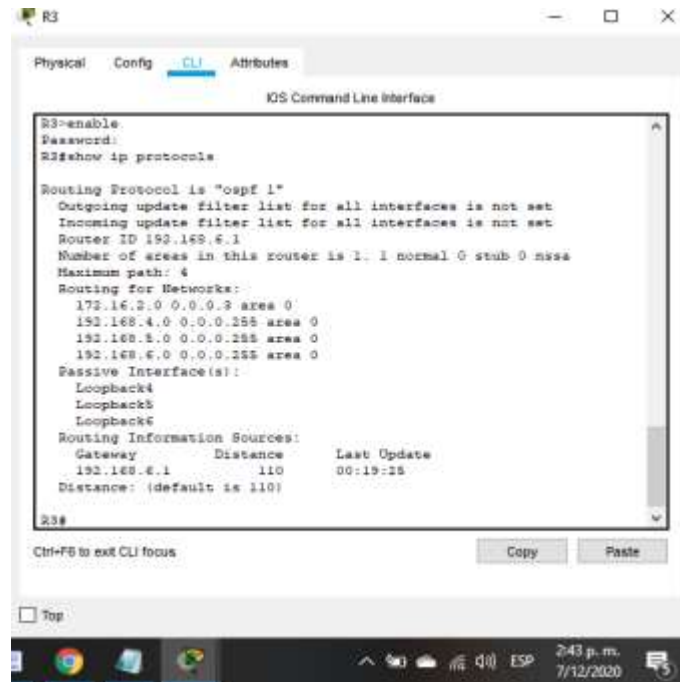 R3
Physical Config CLI Attributes
IOS Command Line Interface
R3>enable
Password:
R3#show ip protocols
Routing Protocol is "ospf 1"
Outgoing update filter list for all interfaces is not set
Incoming update filter list for all interfaces is not set
Router ID 192.168.6.1
Number of areas in this router is 1. 1 normal 0 stub 0 nssa
Maximum path: 4
Routing for Networks:
172.16.2.0 0.0.0.3 area 0
192.168.4.0 0.0.0.255 area 0
192.168.5.0 0.0.0.255 area 0
192.168.6.0 0.0.0.255 area 0
Passive Interface(s):
Loopback4
Loopback5
Loopback6
Routing Information Sources:
Gateway Distance Last Update
192.168.6.1 110 00:19:25
Distance: (default is 110)
R3#
Ctrl+F6 to exit CLI focus
Copy Paste
Top
ESP
2:43 p. m.
7/12/2020
5